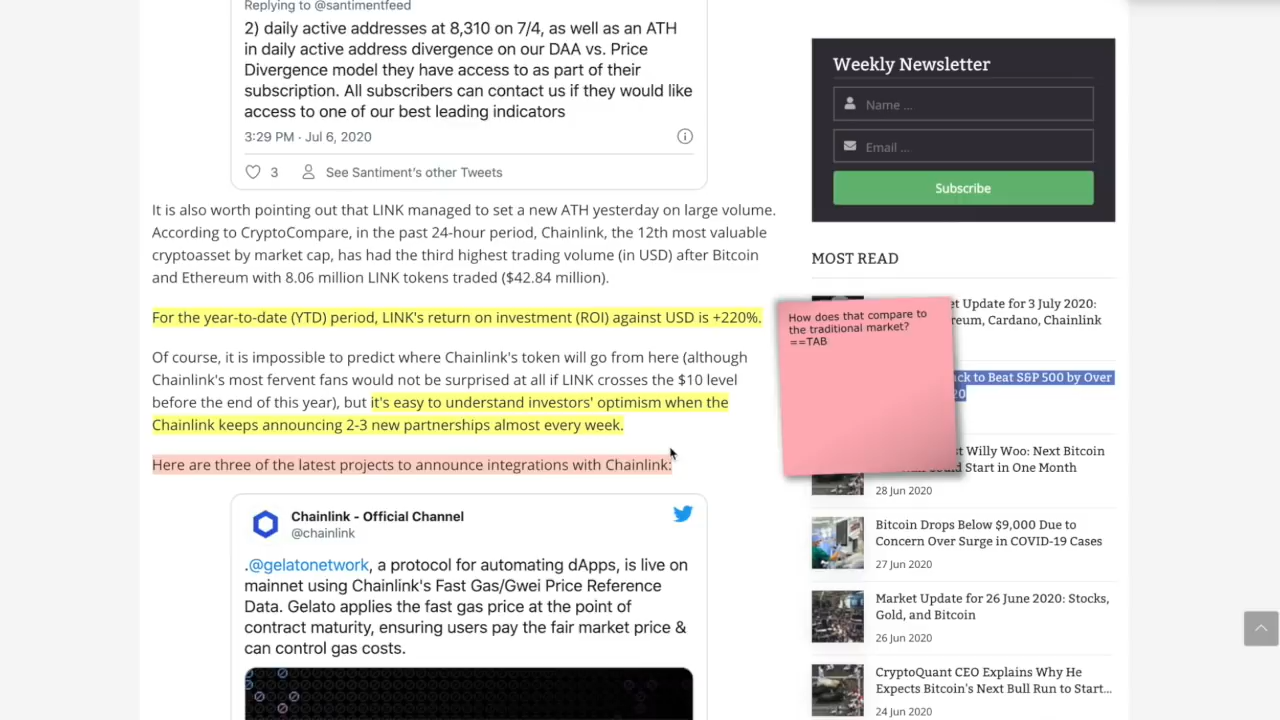 Replying to @santimentfeed
2) daily active addresses at 8,310 on 7/4, as well as an ATH
in daily active address divergence on our DAA vs. Price
Divergence model they have access to as part of their
subscription. All subscribers can contact us if they would like
access to one of our best leading indicators
3:29 PM · Jul 6, 2020
3 See Santiment's other Tweets
It is also worth pointing out that LINK managed to set a new ATH yesterday on large volume.
According to CryptoCompare, in the past 24-hour period, Chainlink, the 12th most valuable
cryptoasset by market cap, has had the third highest trading volume (in USD) after Bitcoin
and Ethereum with 8.06 million LINK tokens traded ($42.84 million).
For the year-to-date (YTD) period, LINK's return on investment (ROI) against USD is +220%.
Of course, it is impossible to predict where Chainlink's token will go from here (although
Chainlink's most fervent fans would not be surprised at all if LINK crosses the $10 level
before the end of this year), but it's easy to understand investors' optimism when the
Chainlink keeps announcing 2-3 new partnerships almost every week.
Here are three of the latest projects to announce integrations with Chainlink:
Chainlink - Official Channel
@chainlink
.@gelatonetwork, a protocol for automating dApps, is live on
mainnet using Chainlink's Fast Gas/Gwei Price Reference
Data. Gelato applies the fast gas price at the point of
contract maturity, ensuring users pay the fair market price &
can control gas costs.
Weekly Newsletter
Name ...
Email ...
Subscribe
MOST READ
How does that compare to
the traditional market?
==TAB
Update for 3 July 2020:
Cardano, Chainlink
to Beat S&P 500 by Over
Willy Woo: Next Bitcoin
Start in One Month
28 Jun 2020
Bitcoin Drops Below $9,000 Due to
Concern Over Surge in COVID-19 Cases
27 Jun 2020
Market Update for 26 June 2020: Stocks,
Gold, and Bitcoin
26 Jun 2020
CryptoQuant CEO Explains Why He
Expects Bitcoin's Next Bull Run to Start...
24 Jun 2020